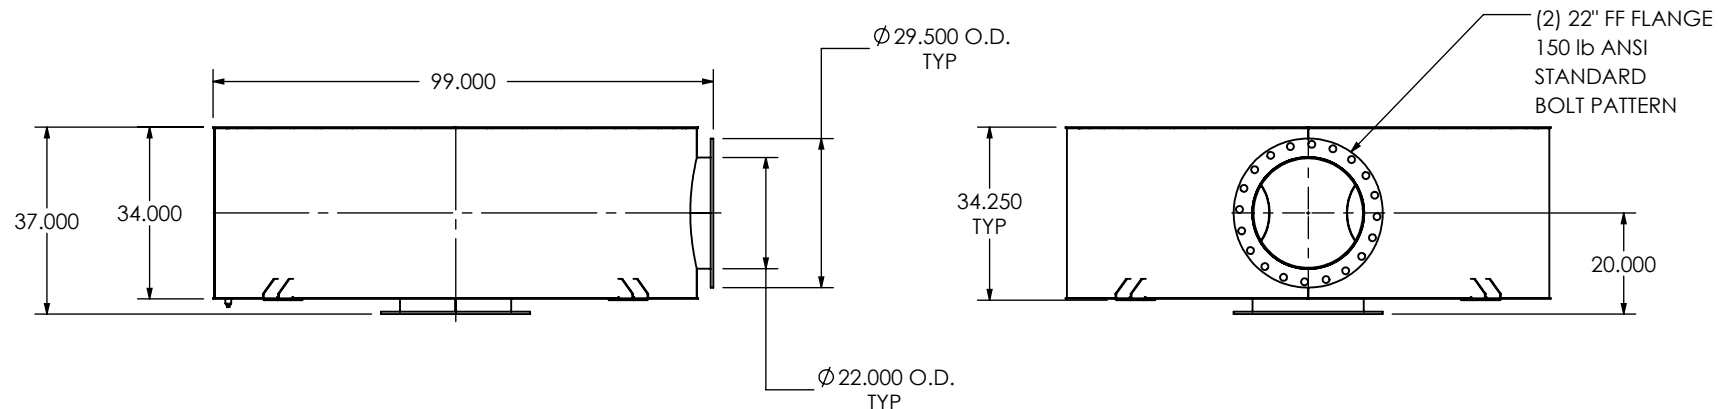 99.000
37.000
34.000
Ø 29.500 O.D.
TYP
Ø 22.000 O.D.
TYP
(2) 22" FF FLANGE
150 lb ANSI
STANDARD
BOLT PATTERN
34.250
TYP
20.000